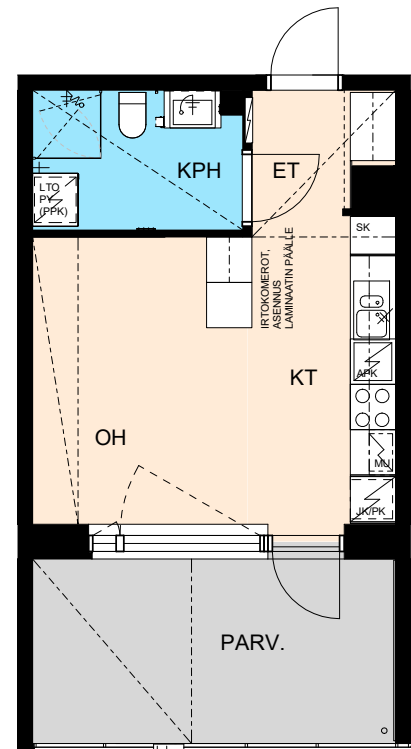 KPH
ET
LTO
PY
(PPK)
SK
IRTOKOMEROT,
ASENNUS
LAMINAATIN PÄÄLLE
APK
KT
OH
MU
JK/PK
PARV.